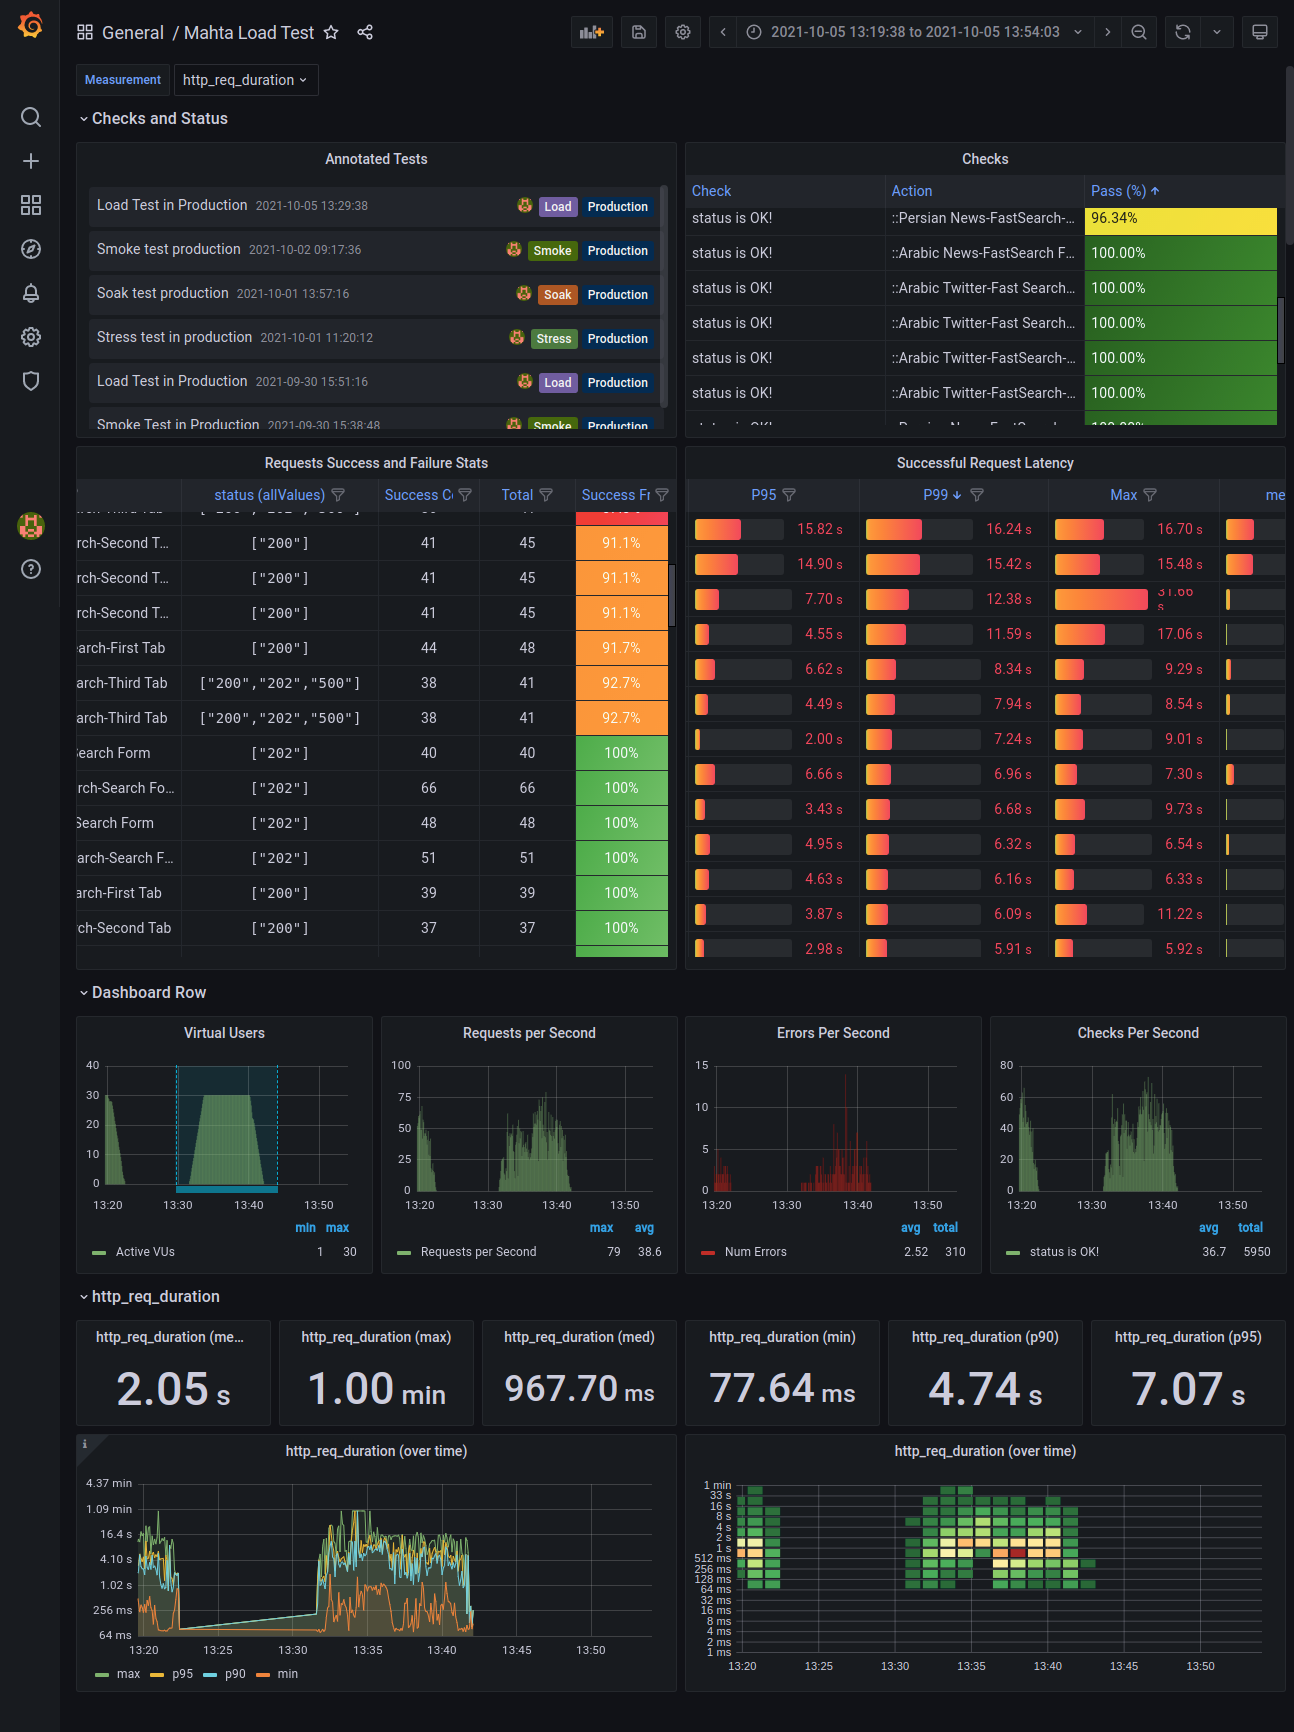 General / Mahta Load Test
2021-10-05 13:19:38 to 2021-10-05 13:54:03
Measurement http_req_duration
Checks and Status
Annotated Tests
Load Test in Production 2021-10-05 13:29:38 Load Production
Smoke test production 2021-10-02 09:17:36 Smoke Production
Soak test production 2021-10-01 13:57:16 Soak Production
Stress test in production 2021-10-01 11:20:12 Stress Production
Load Test in Production 2021-09-30 15:51:16 Load Production
Smoke Test in Production 2021-09-30 15:38:48 Smoke Production
Checks
Check Action Pass (%)
status is OK! ::Persian News-FastSearch-... 96.34%
status is OK! ::Arabic News-FastSearch F... 100.00%
status is OK! ::Arabic Twitter-Fast Search... 100.00%
status is OK! ::Arabic Twitter-Fast Search... 100.00%
status is OK! ::Arabic Twitter-FastSearch-... 100.00%
status is OK! ::Arabic Twitter-FastSearch-... 100.00%
Requests Success and Failure Stats
status (allValues) Success C Total Success Fr
rch-Second T... ["200"] 41 45 91.1%
rch-Second T... ["200"] 41 45 91.1%
rch-Second T... ["200"] 41 45 91.1%
earch-First Tab ["200"] 44 48 91.7%
arch-Third Tab ["200","202","500"] 38 41 92.7%
arch-Third Tab ["200","202","500"] 38 41 92.7%
Search Form ["202"] 40 40 100%
rch-Search Fo... ["202"] 66 66 100%
Search Form ["202"] 48 48 100%
arch-Search F... ["202"] 51 51 100%
arch-First Tab ["200"] 39 39 100%
ch-Second Tab ["200"] 37 37 100%
Successful Request Latency
P95 P99 Max me
15.82 s 16.24 s 16.70 s
14.90 s 15.42 s 15.48 s
7.70 s 12.38 s 31.66 s
4.55 s 11.59 s 17.06 s
6.62 s 8.34 s 9.29 s
4.49 s 7.94 s 8.54 s
2.00 s 7.24 s 9.01 s
6.66 s 6.96 s 7.30 s
3.43 s 6.68 s 9.73 s
4.95 s 6.32 s 6.54 s
4.63 s 6.16 s 6.33 s
3.87 s 6.09 s 11.22 s
2.98 s 5.91 s 5.92 s
Dashboard Row
Virtual Users
40
30
20
10
0
13:20 13:30 13:40 13:50
min max
Active VUs 1 30
Requests per Second
100
75
50
25
0
13:20 13:30 13:40 13:50
max avg
Requests per Second 79 38.6
Errors Per Second
15
10
5
0
13:20 13:30 13:40 13:50
avg total
Num Errors 2.52 310
Checks Per Second
80
60
40
20
0
13:20 13:30 13:40 13:50
avg total
status is OK! 36.7 5950
http_req_duration
http_req_duration (me...
2.05 s
http_req_duration (max)
1.00 min
http_req_duration (med)
967.70 ms
http_req_duration (min)
77.64 ms
http_req_duration (p90)
4.74 s
http_req_duration (p95)
7.07 s
i
http_req_duration (over time)
4.37 min
1.09 min
16.4 s
4.10 s
1.02 s
256 ms
64 ms
13:20 13:25 13:30 13:35 13:40 13:45 13:50
max p95 p90 min
http_req_duration (over time)
1 min
33 s
16 s
8 s
4 s
2 s
1 s
512 ms
256 ms
128 ms
64 ms
32 ms
16 ms
8 ms
4 ms
2 ms
1 ms
13:20 13:25 13:30 13:35 13:40 13:45 13:50